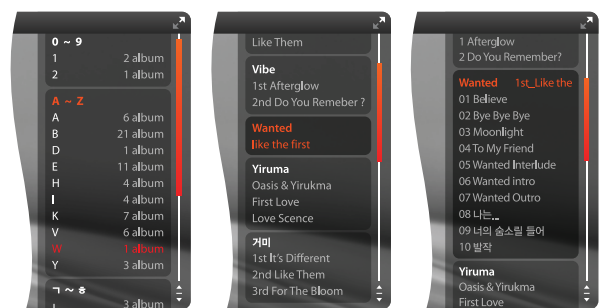 0 ~ 9
1 2 album
2 1 album
A ~ Z
A 6 album
B 21 album
D 1 album
E 11 album
H 4 album
I 4 album
K 7 album
V 6 album
W 1 album
Y 3 album
ㄱ ~ ㅎ
3 album
Like Them
Vibe
1st Afterglow
2nd Do You Remeber ?
Wanted
like the first
Yiruma
Oasis & Yirukma
First Love
Love Scence
거미
1st It's Different
2nd Like Them
3rd For The Bloom
1 Afterglow
2 Do You Remember?
Wanted 1st_Like the
01 Believe
02 Bye Bye Bye
03 Moonlight
04 To My Friend
05 Wanted Interlude
06 Wanted intro
07 Wanted Outro
08 나는...
09 너의 숨소릴 들어
10 발작
Yiruma
Oasis & Yirukma
First Love